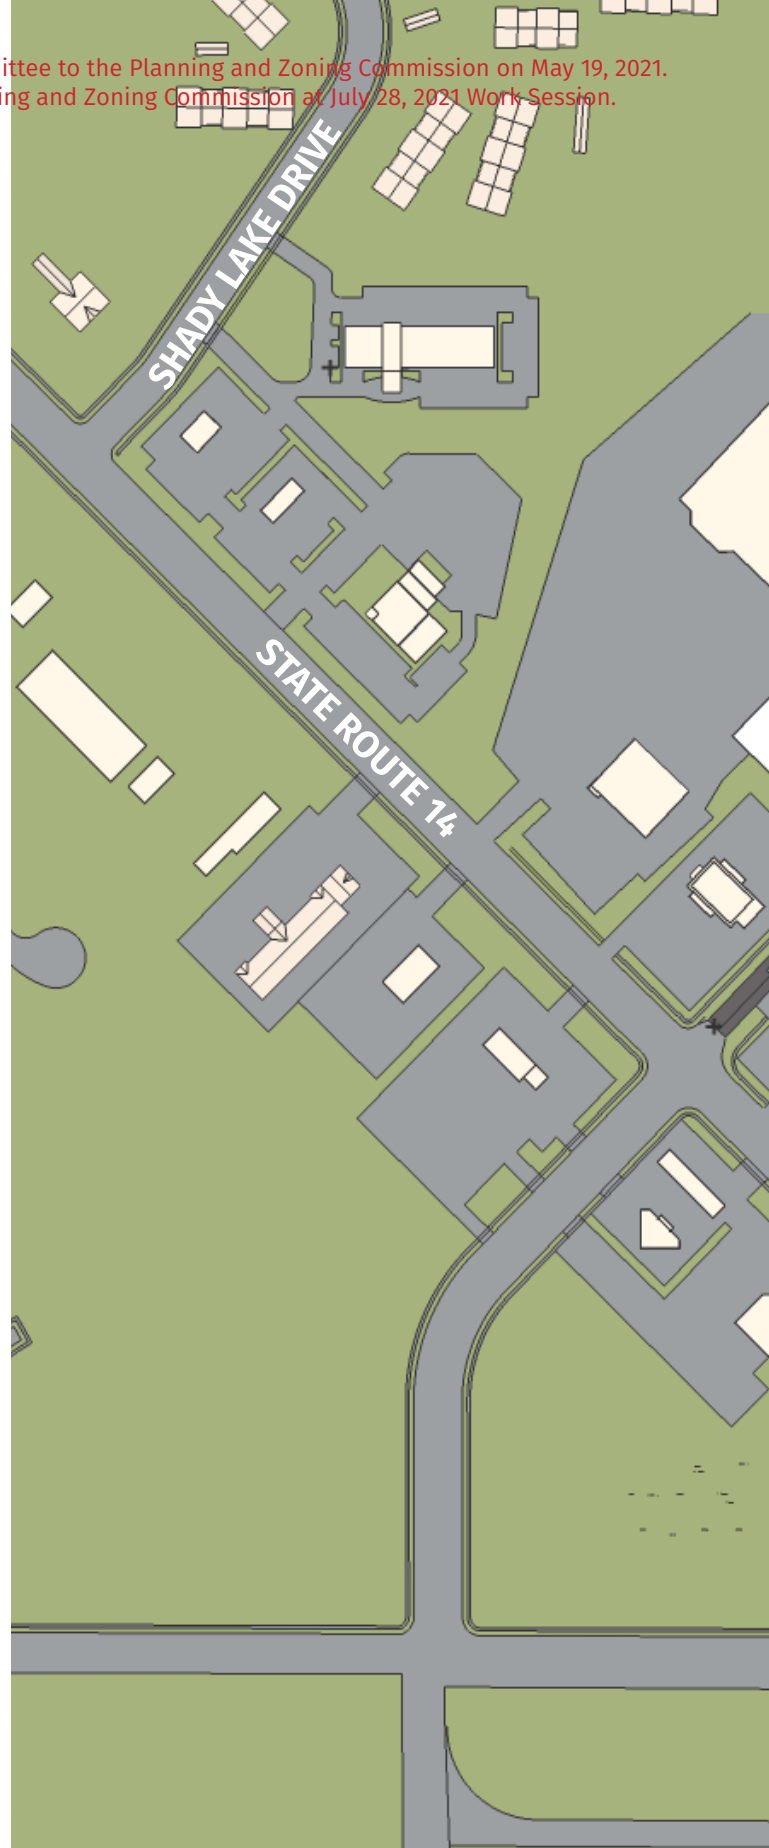 ittee to the Planning and Zoning Commission on May 19, 2021.
ing and Zoning Commission at July 28, 2021 Work Session.
SHADY LAKE DRIVE
STATE ROUTE 14